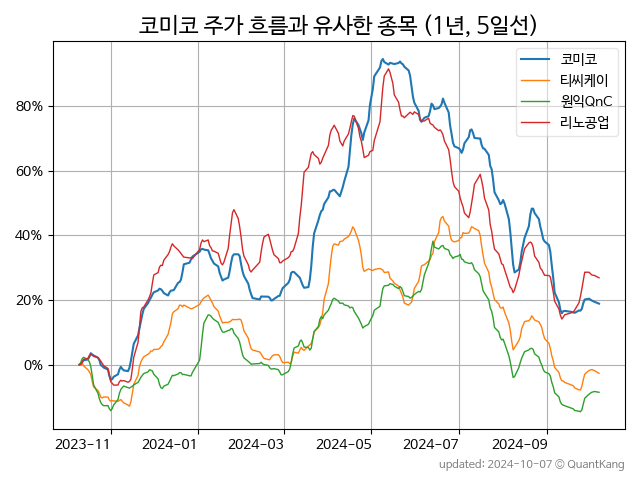 코미코 주가 흐름과 유사한 종목 (1년, 5일선)
코미코
티씨케이
원익QnC
리노공업
80%
60%
40%
20%
0%
2023-11 2024-01 2024-03 2024-05 2024-07 2024-09
updated: 2024-10-07 © QuantKang